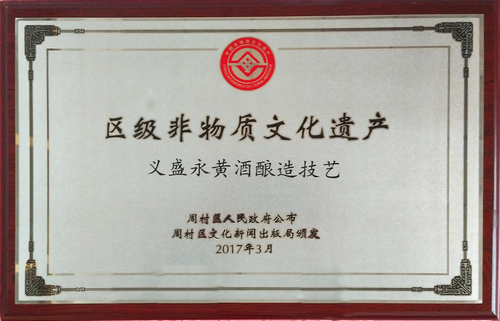 区级非物质文化遗产
义盛永黄酒酿造技艺
周村区人民政府公布
周村区文化新闻出版局颁发
2017年3月